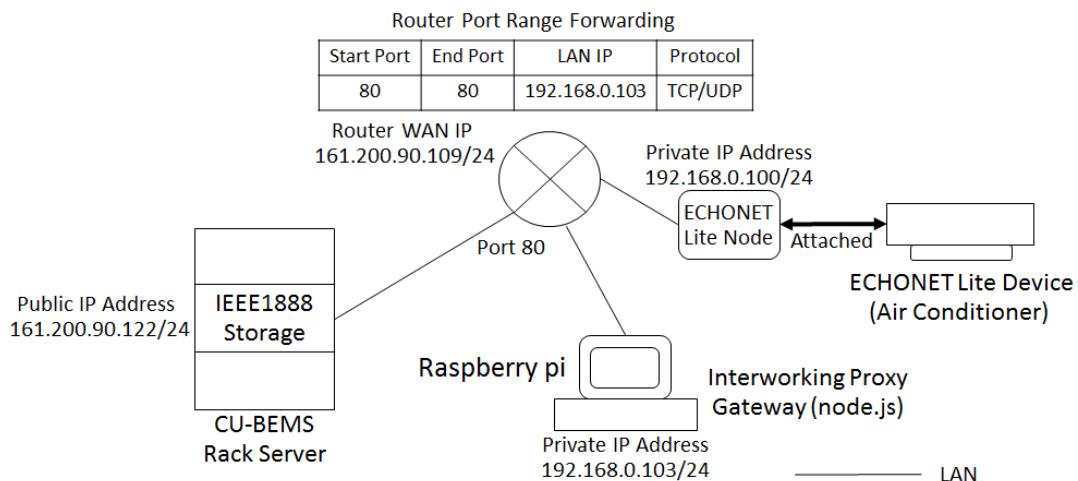 Router Port Range Forwarding
Start Port End Port LAN IP Protocol
80 80 192.168.0.103 TCP/UDP
Router WAN IP
161.200.90.109/24
Private IP Address
192.168.0.100/24
ECHONET
Lite Node
Attached
Port 80
ECHONET Lite Device
(Air Conditioner)
Public IP Address
161.200.90.122/24
IEEE1888
Storage
CU-BEMS
Rack Server
Raspberry pi
Interworking Proxy
Gateway (node.js)
Private IP Address
192.168.0.103/24
LAN